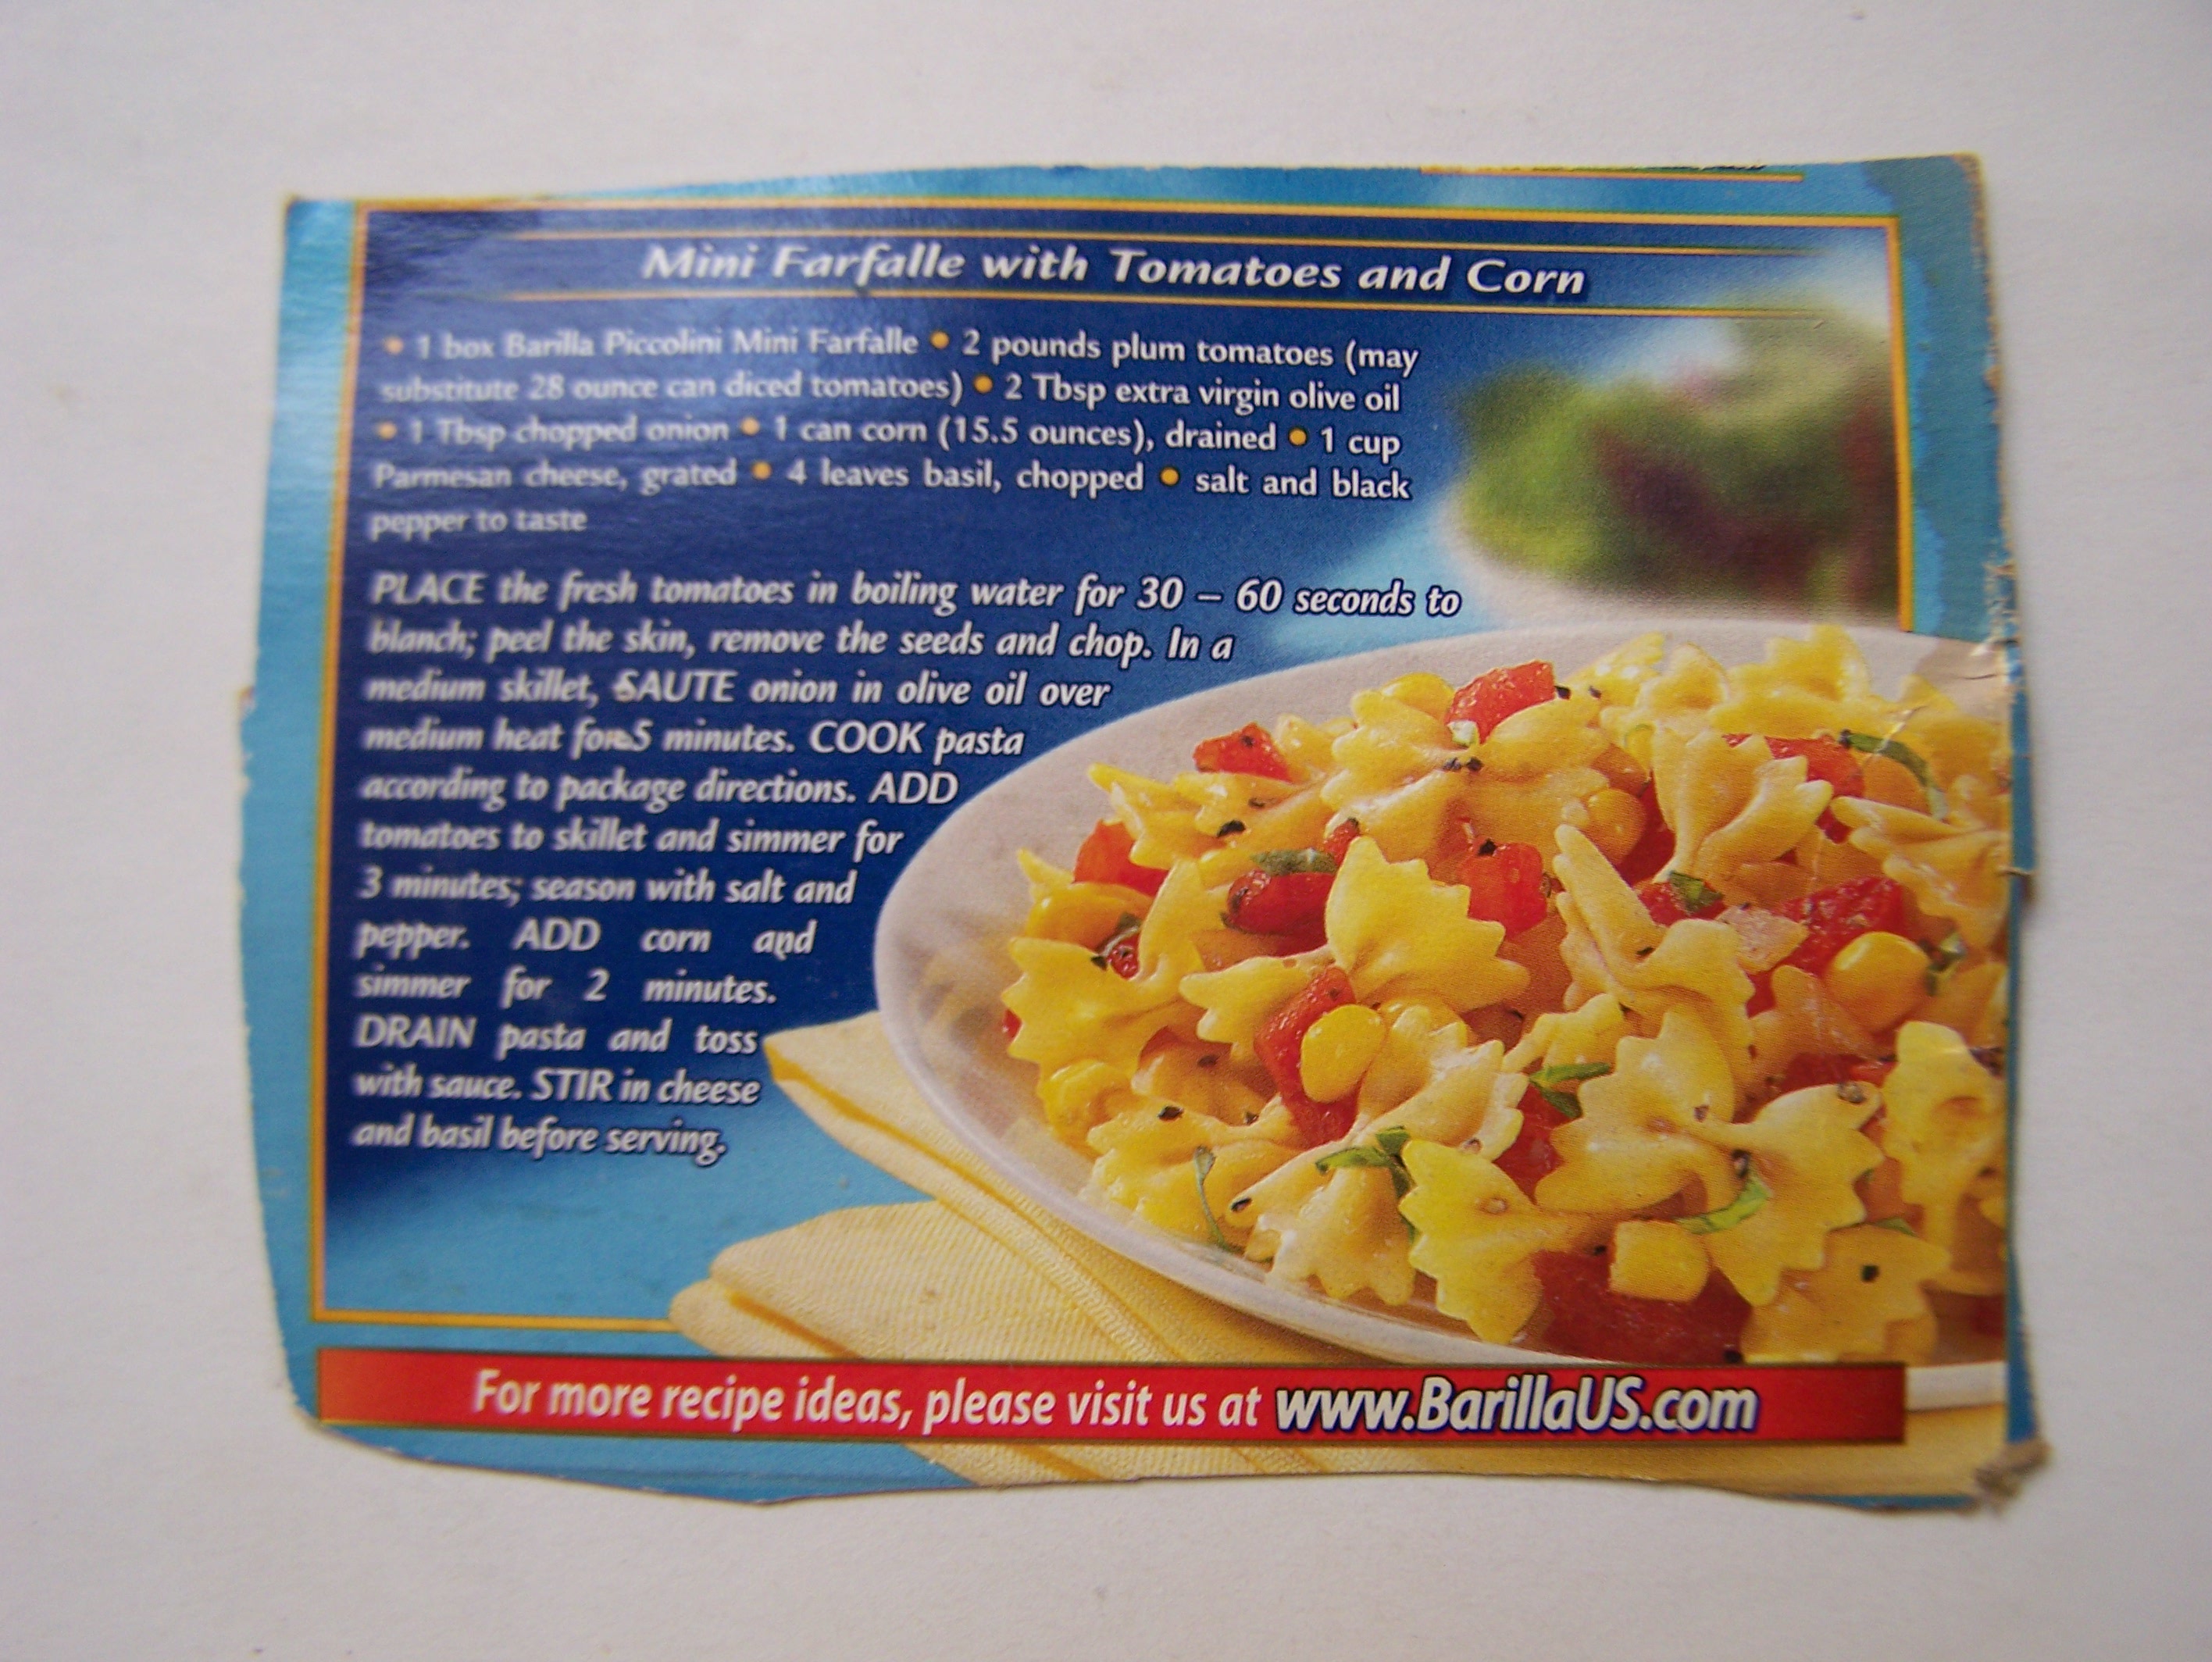 Mini Farfalle with Tomatoes and Corn
• 1 box Barilla Piccolini Mini Farfalle • 2 pounds plum tomatoes (may
substitute 28 ounce can diced tomatoes) • 2 Tbsp extra virgin olive oil
• 1 Tbsp chopped onion • 1 can corn (15.5 ounces), drained • 1 cup
Parmesan cheese, grated • 4 leaves basil, chopped • salt and black
pepper to taste
PLACE the fresh tomatoes in boiling water for 30 – 60 seconds to
blanch; peel the skin, remove the seeds and chop. In a
medium skillet, SAUTE onion in olive oil over
medium heat for 5 minutes. COOK pasta
according to package directions. ADD
tomatoes to skillet and simmer for
3 minutes; season with salt and
pepper. ADD corn and
simmer for 2 minutes.
DRAIN pasta and toss
with sauce. STIR in cheese
and basil before serving.
For more recipe ideas, please visit us at www.BarillaUS.com